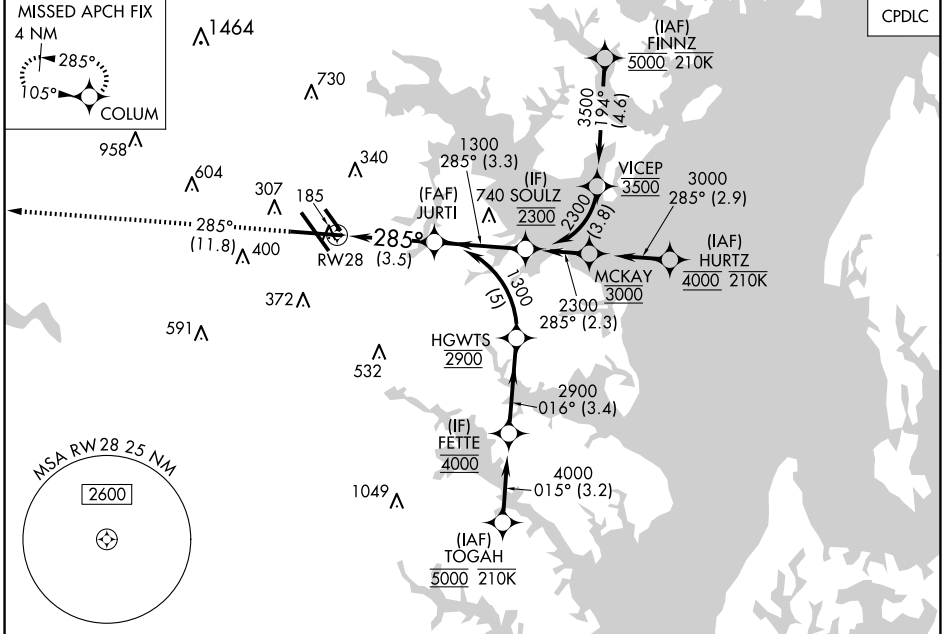 MISSED APCH FIX
4 NM
285°
105°
COLUM
1464
CPDLC
(IAF)
FINNZ
5000 210K
730
3500
194°
(4.6)
958
604
340
1300
285° (3.3)
VICEP
3500
3000
285° (2.9)
307
185
(FAF)
JURTI
740
(IF)
SOULZ
2300
2300
(3.8)
(IAF)
HURTZ
4000 210K
285°
(11.8)
400
RW28
285°
(3.5)
MCKAY
3000
1300
(5)
2300
285° (2.3)
372
591
532
HGWTS
2900
2900
016° (3.4)
(IF)
FETTE
4000
MSA RW28 25 NM
2600
1049
4000
015° (3.2)
(IAF)
TOGAH
5000 210K